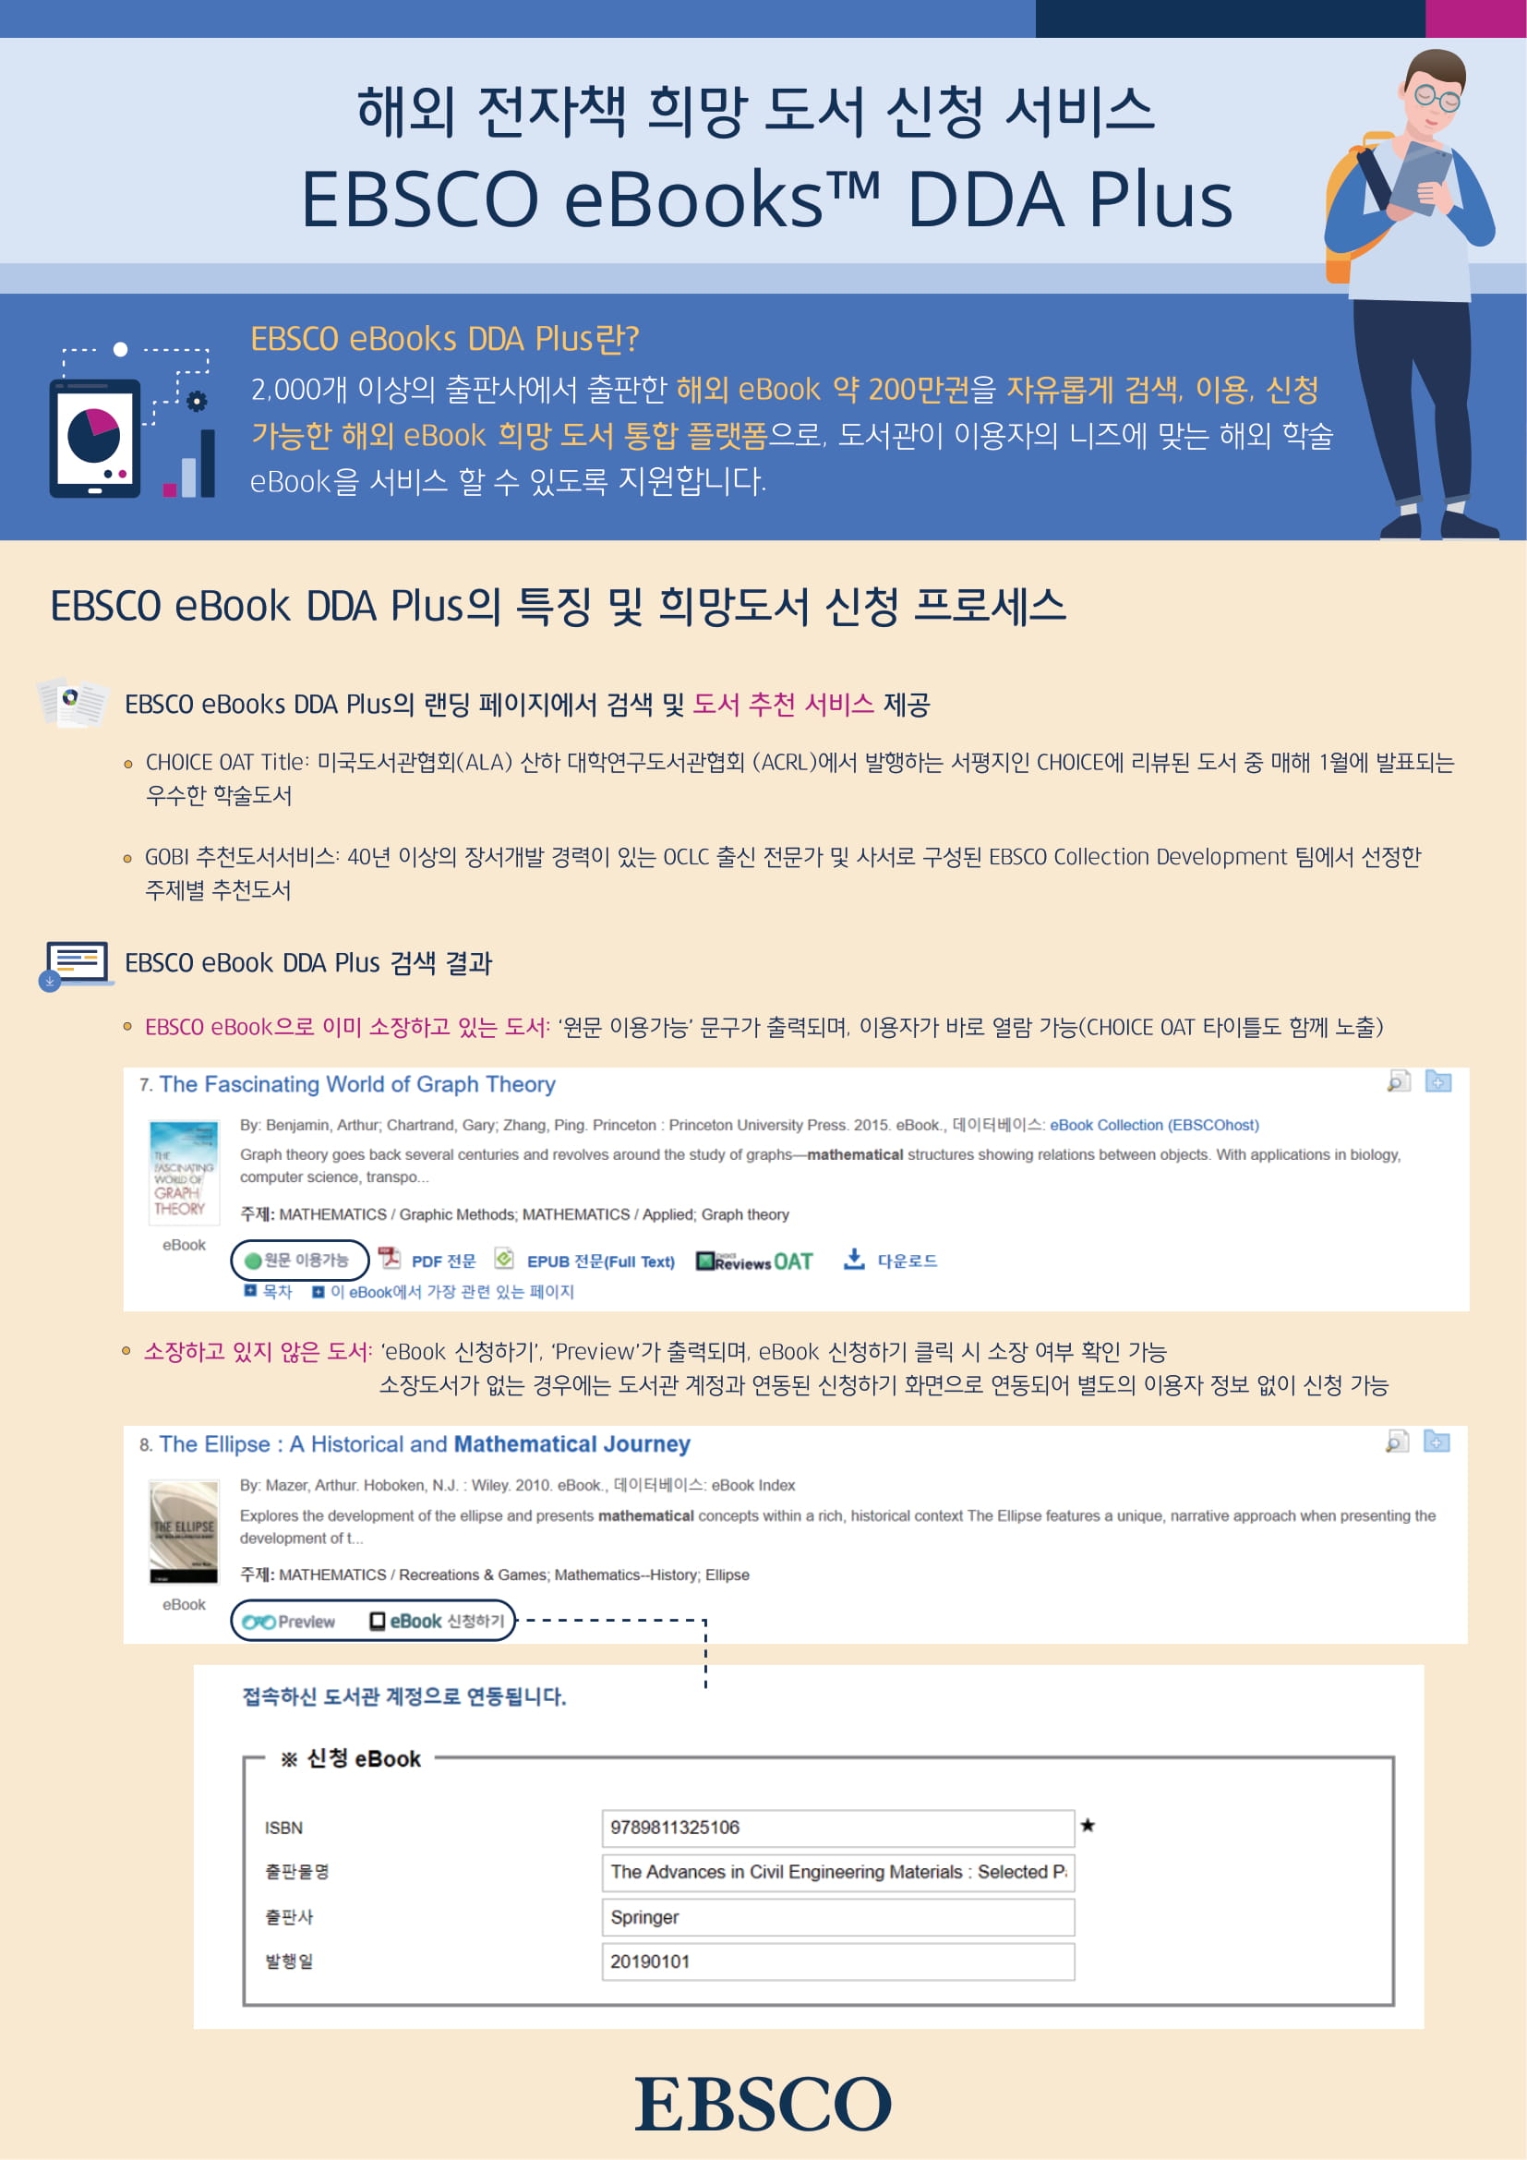 해외 전자책 희망 도서 신청 서비스
EBSCO eBooks™ DDA Plus
EBSCO eBooks DDA Plus란?
2,000개 이상의 출판사에서 출판한 해외 eBook 약 200만권을 자유롭게 검색, 이용, 신청
가능한 해외 eBook 희망 도서 통합 플랫폼으로, 도서관이 이용자의 니즈에 맞는 해외 학술
eBook을 서비스 할 수 있도록 지원합니다.
EBSCO eBook DDA Plus의 특징 및 희망도서 신청 프로세스
EBSCO eBooks DDA Plus의 랜딩 페이지에서 검색 및 도서 추천 서비스 제공
CHOICE OAT Title: 미국도서관협회(ALA) 산하 대학연구도서관협회 (ACRL)에서 발행하는 서평지인 CHOICE에 리뷰된 도서 중 매해 1월에 발표되는
우수한 학술도서
GOBI 추천도서서비스: 40년 이상의 장서개발 경력이 있는 OCLC 출신 전문가 및 사서로 구성된 EBSCO Collection Development 팀에서 선정한
주제별 추천도서
EBSCO eBook DDA Plus 검색 결과
EBSCO eBook으로 이미 소장하고 있는 도서: ‘원문 이용가능’ 문구가 출력되며, 이용자가 바로 열람 가능(CHOICE OAT 타이틀도 함께 노출)
7. The Fascinating World of Graph Theory
By: Benjamin, Arthur; Chartrand, Gary; Zhang, Ping. Princeton : Princeton University Press. 2015. eBook., 데이터베이스: eBook Collection (EBSCOhost)
Graph theory goes back several centuries and revolves around the study of graphs—mathematical structures showing relations between objects. With applications in biology,
computer science, transpo...
THE
FASCINATING
WORLD OF
GRAPH
THEORY
주제: MATHEMATICS / Graphic Methods; MATHEMATICS / Applied; Graph theory
eBook
원문 이용가능 PDF 전문 EPUB 전문(Full Text) CHOICE Reviews OAT 다운로드
목차 이 eBook에서 가장 관련 있는 페이지
소장하고 있지 않은 도서: ‘eBook 신청하기’, ‘Preview’가 출력되며, eBook 신청하기 클릭 시 소장 여부 확인 가능
소장도서가 없는 경우에는 도서관 계정과 연동된 신청하기 화면으로 연동되어 별도의 이용자 정보 없이 신청 가능
8. The Ellipse : A Historical and Mathematical Journey
By: Mazer, Arthur. Hoboken, N.J. : Wiley. 2010. eBook., 데이터베이스: eBook Index
Explores the development of the ellipse and presents mathematical concepts within a rich, historical context The Ellipse features a unique, narrative approach when presenting the
development of t...
THE ELLIPSE
주제: MATHEMATICS / Recreations & Games; Mathematics--History; Ellipse
eBook
Preview eBook 신청하기
접속하신 도서관 계정으로 연동됩니다.
※ 신청 eBook
ISBN 9789811325106 ★
출판물명 The Advances in Civil Engineering Materials : Selected P
출판사 Springer
발행일 20190101
EBSCO